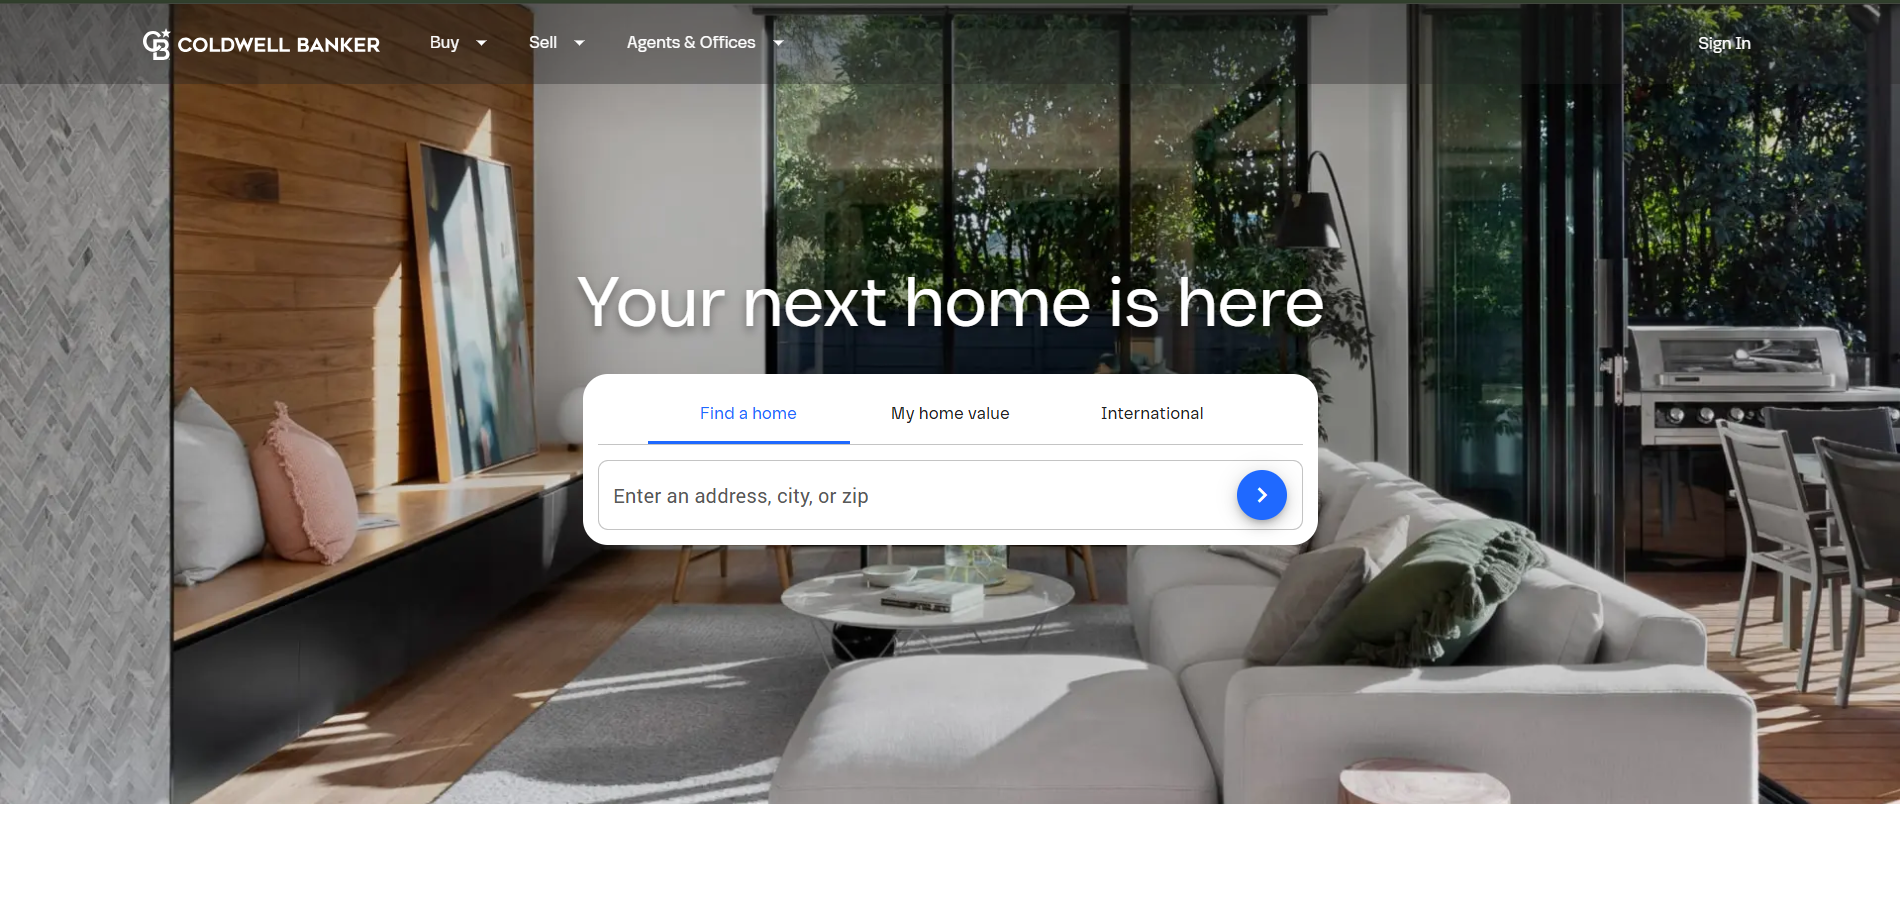 COLDWELL BANKER
Buy
Sell
Agents & Offices
Sign In
Your next home is here
Find a home
My home value
International
Enter an address, city, or zip